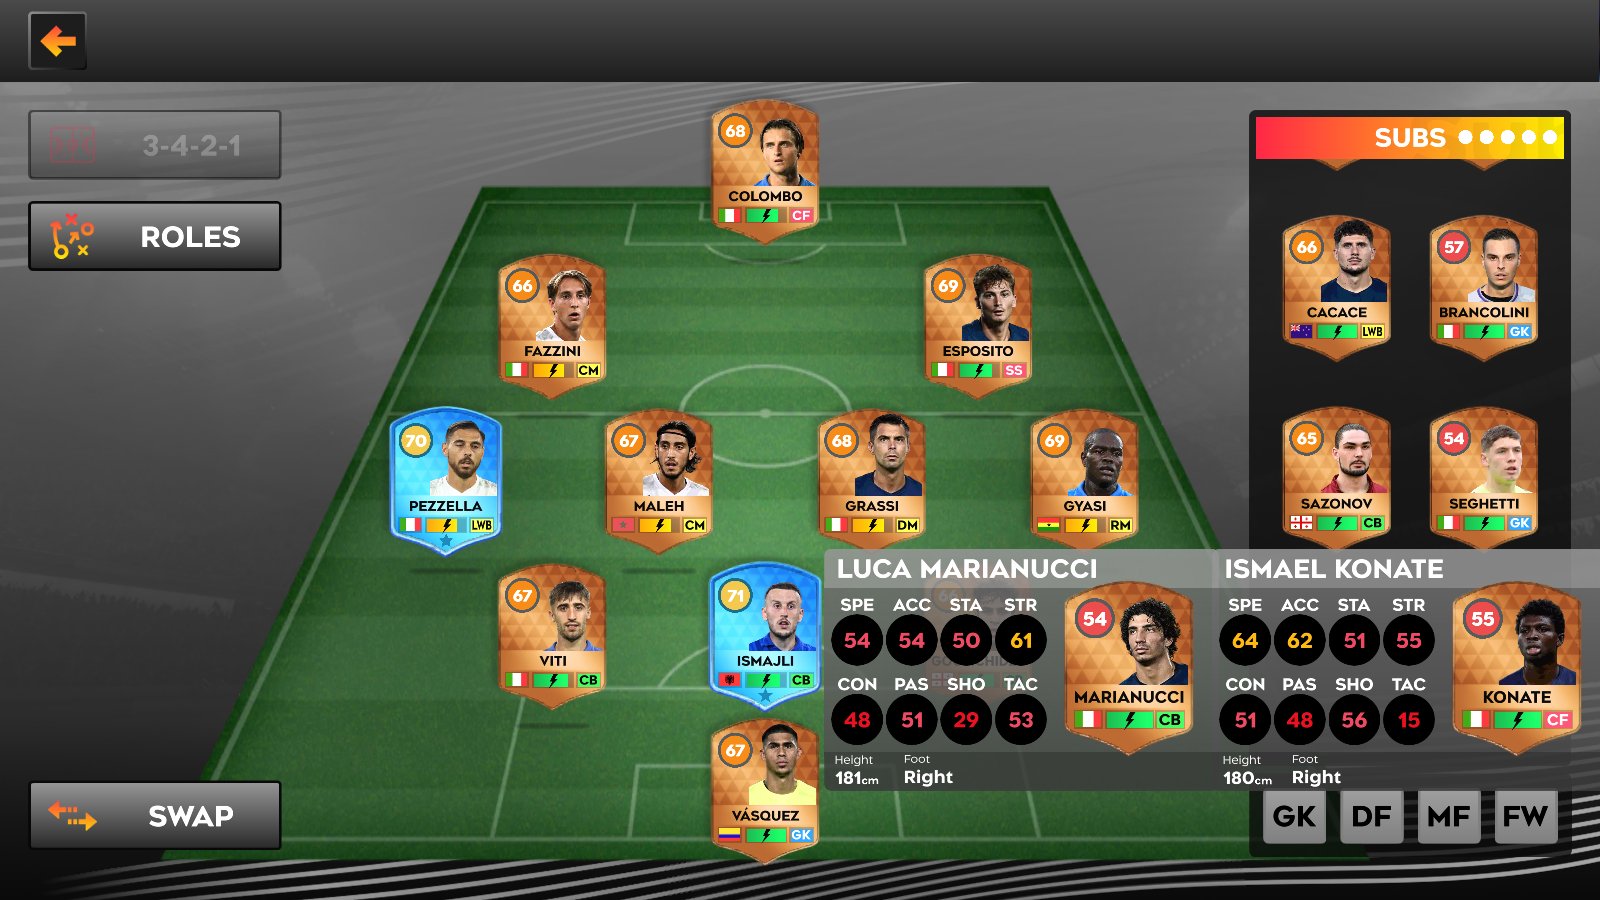 3-4-2-1
ROLES
SWAP
68
COLOMBO
CF
66
FAZZINI
CM
69
ESPOSITO
SS
70
PEZZELLA
LWB
67
MALEH
CM
68
GRASSI
DM
69
GYASI
RM
67
VITI
CB
71
ISMAJLI
CB
67
VÁSQUEZ
GK
SUBS
66
CACACE
LWB
57
BRANCOLINI
GK
65
SAZONOV
CB
54
SEGHETTI
GK
LUCA MARIANUCCI
SPE ACC STA STR
54 54 50 61
CON PAS SHO TAC
48 51 29 53
Height Foot
181cm Right
54
MARIANUCCI
CB
ISMAEL KONATE
SPE ACC STA STR
64 62 51 55
CON PAS SHO TAC
51 48 56 15
Height Foot
180cm Right
55
KONATE
CF
GK DF MF FW